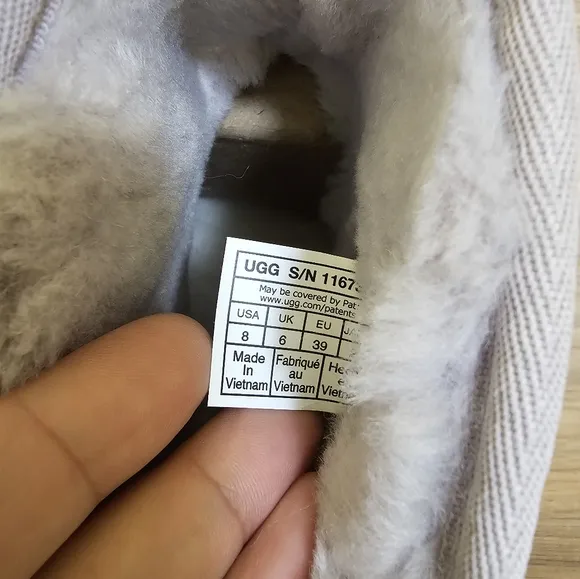 UGG S/N 11673
May be covered by Pat
www.ugg.com/patents
USA UK EU
8 6 39
Made Fabriqué
In au
Vietnam Vietnam